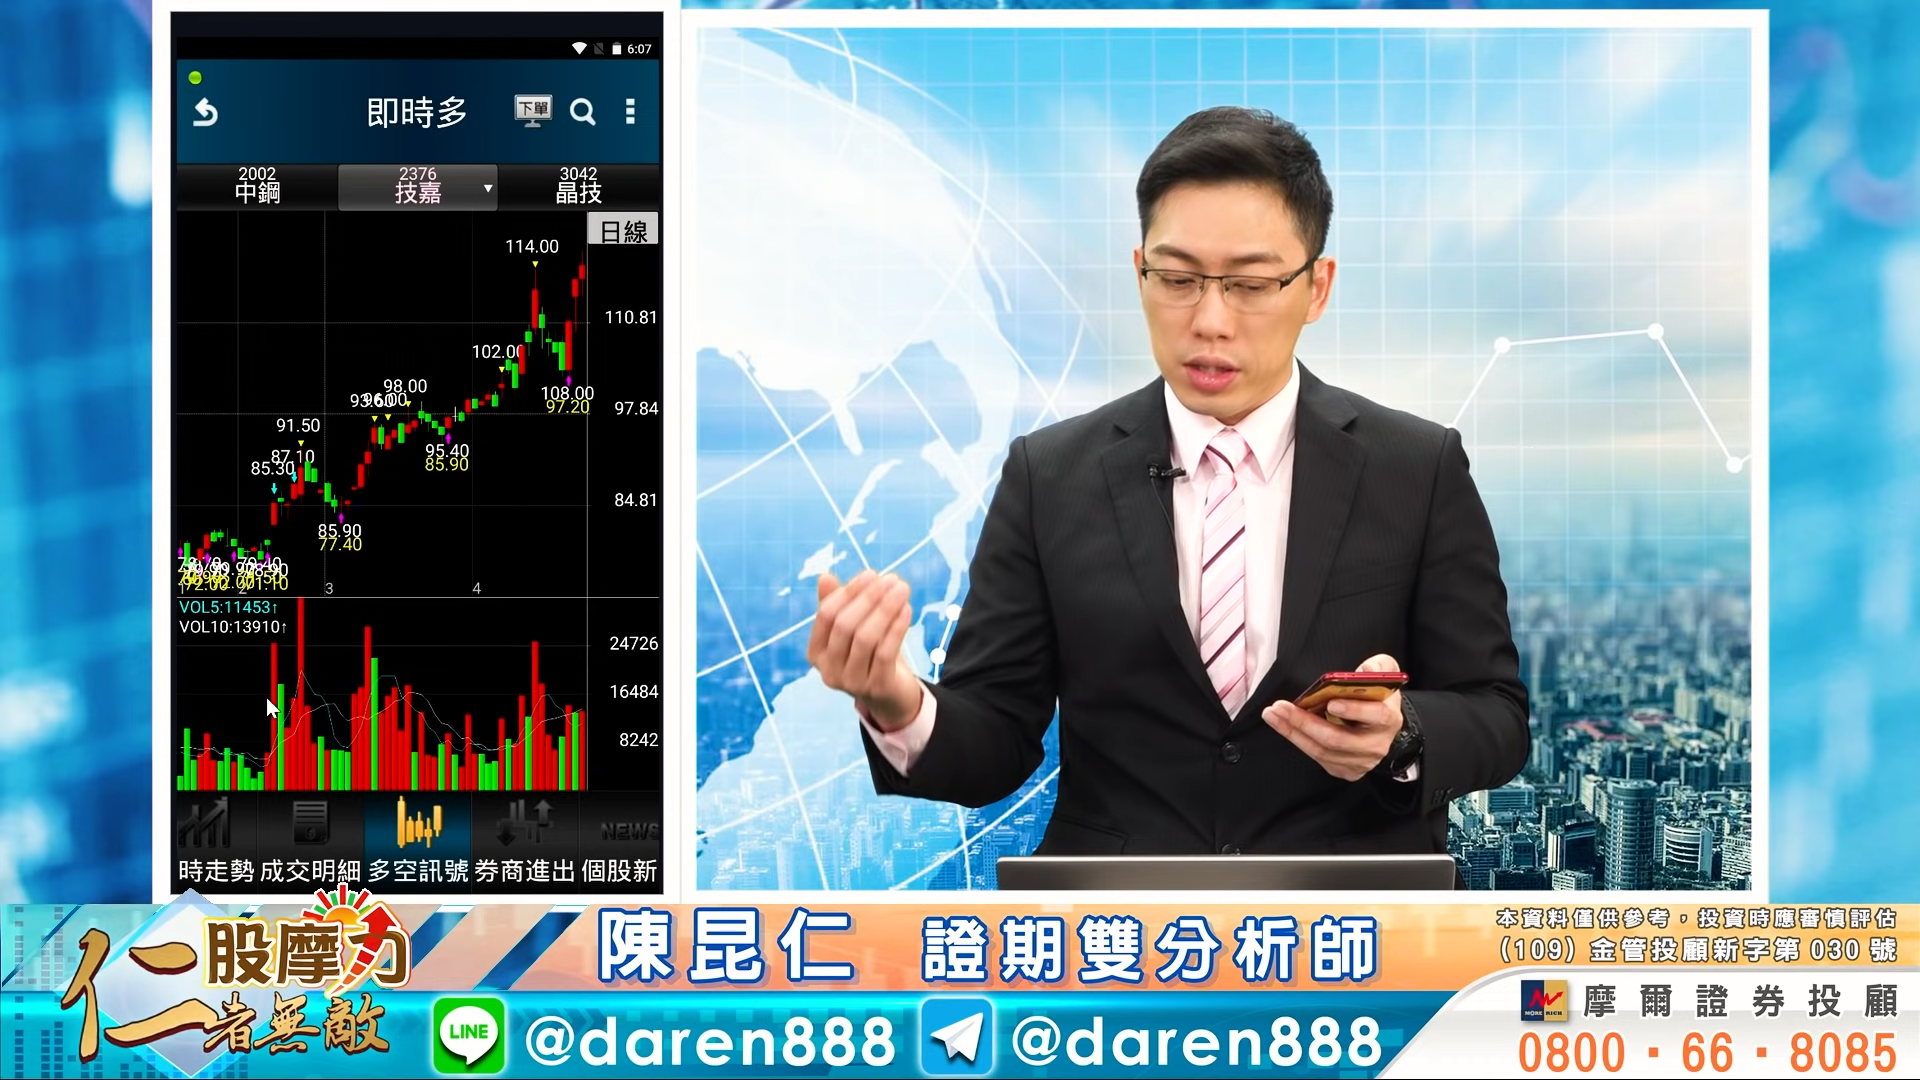 6:07
即時多
下單
2002
中鋼
2376
技嘉
3042
晶技
日線
114.00
110.81
102.00
108.00
97.20
98.00
97.84
91.50
87.10
85.30
95.40
85.90
84.81
85.90
77.40
3
4
VOL5:11453↑
VOL10:13910↑
24726
16484
8242
NEWS
時走勢 成交明細 多空訊號 券商進出 個股新
股摩力
仁者無敵
陳昆仁 證期雙分析師
本資料僅供參考，投資時應審慎評估
(109) 金管投顧新字第 030 號
LINE @daren888 @daren888
MORE RICH
摩爾證券投顧
0800·66·8085